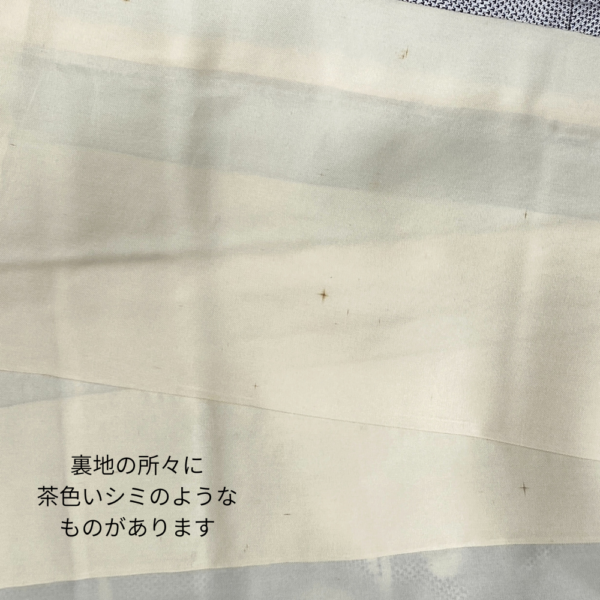 裏地の所々に
茶色いシミのような
ものがあります